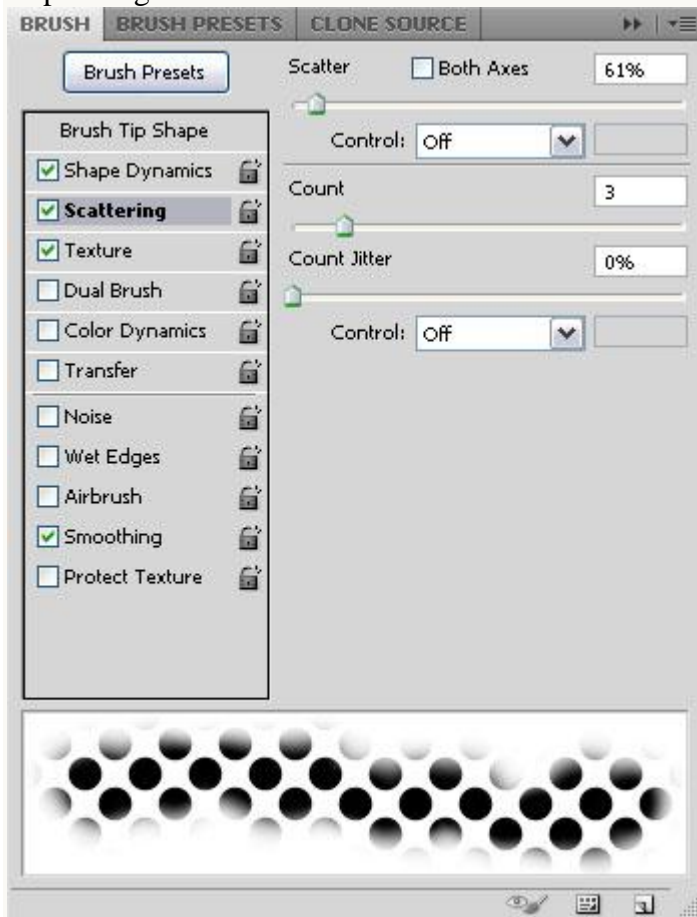 BRUSH BRUSH PRESETS CLONE SOURCE
Brush Presets
Scatter Both Axes 61%
Brush Tip Shape
Control: Off
Shape Dynamics
Count 3
Scattering
Texture
Count Jitter 0%
Dual Brush
Color Dynamics
Control: Off
Transfer
Noise
Wet Edges
Airbrush
Smoothing
Protect Texture